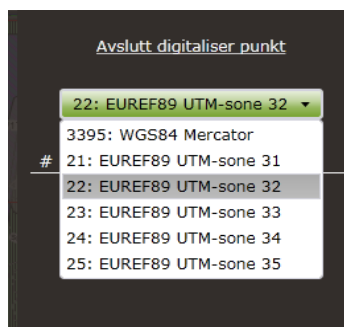 Avslutt digitaliser punkt
22: EUREF89 UTM-sone 32
3395: WGS84 Mercator
# 21: EUREF89 UTM-sone 31
22: EUREF89 UTM-sone 32
23: EUREF89 UTM-sone 33
24: EUREF89 UTM-sone 34
25: EUREF89 UTM-sone 35